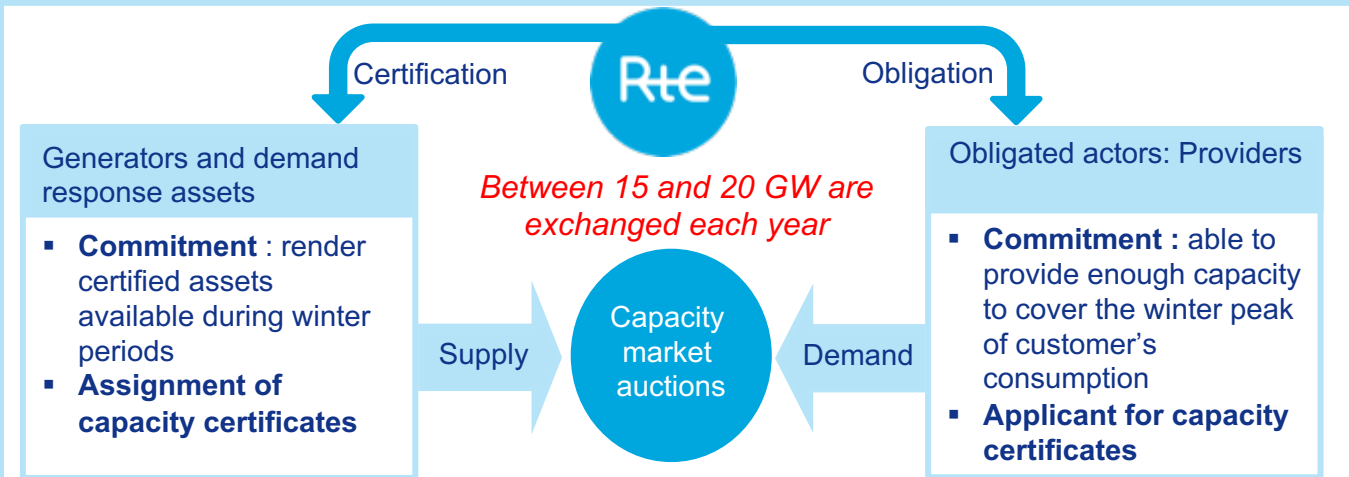 Rte
Certification
Obligation
Generators and demand
response assets
▪ Commitment : render
certified assets
available during winter
periods
▪ Assignment of
capacity certificates
Between 15 and 20 GW are
exchanged each year
Supply
Capacity
market
auctions
Demand
Obligated actors: Providers
▪ Commitment : able to
provide enough capacity
to cover the winter peak
of customer’s
consumption
▪ Applicant for capacity
certificates